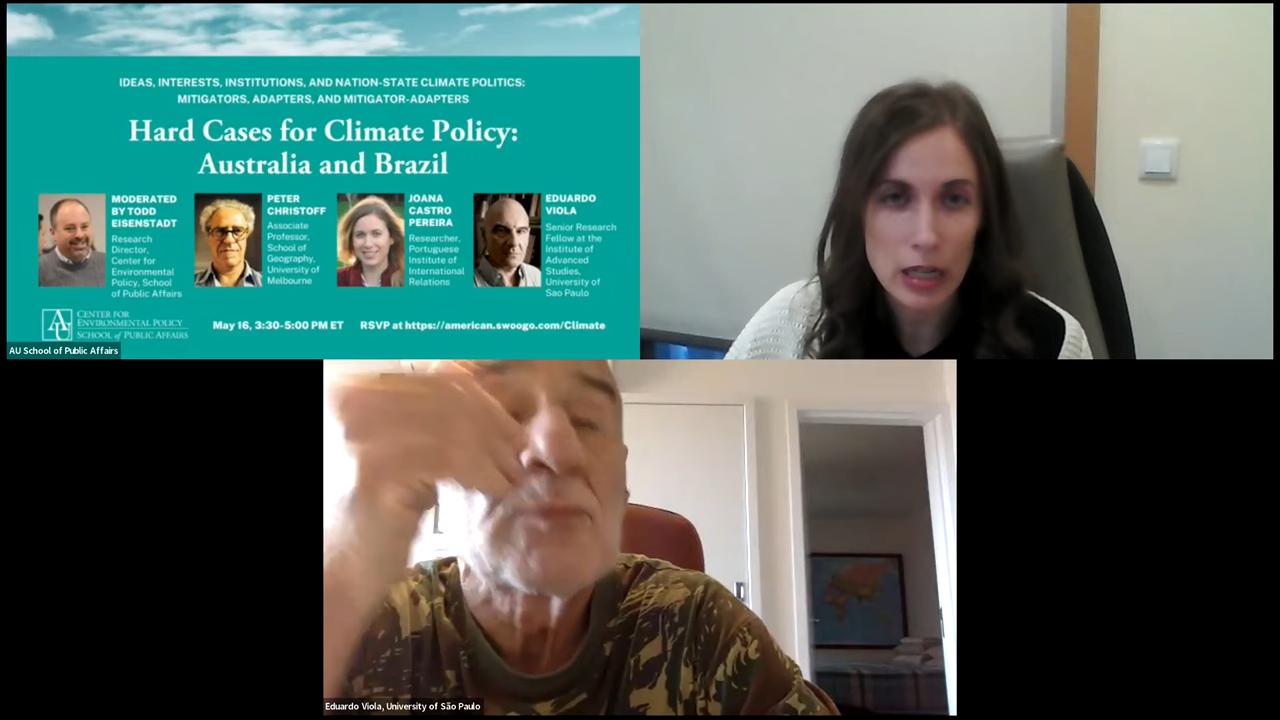 IDEAS, INTERESTS, INSTITUTIONS, AND NATION-STATE CLIMATE POLITICS:
MITIGATORS, ADAPTERS, AND MITIGATOR-ADAPTERS
Hard Cases for Climate Policy:
Australia and Brazil
MODERATED
BY TODD
EISENSTADT
Research
Director,
Center for
Environmental
Policy, School
of Public Affairs
PETER
CHRISTOFF
Associate
Professor,
School of
Geography,
University of
Melbourne
JOANA
CASTRO
PEREIRA
Researcher,
Portuguese
Institute of
International
Relations
EDUARDO
VIOLA
Senior Research
Fellow at the
Institute of
Advanced
Studies,
University of
Sao Paulo
AU
CENTER FOR
ENVIRONMENTAL POLICY
SCHOOL of PUBLIC AFFAIRS
May 16, 3:30-5:00 PM ET RSVP at https://american.swoogo.com/Climate
AU School of Public Affairs
Eduardo Viola, University of São Paulo